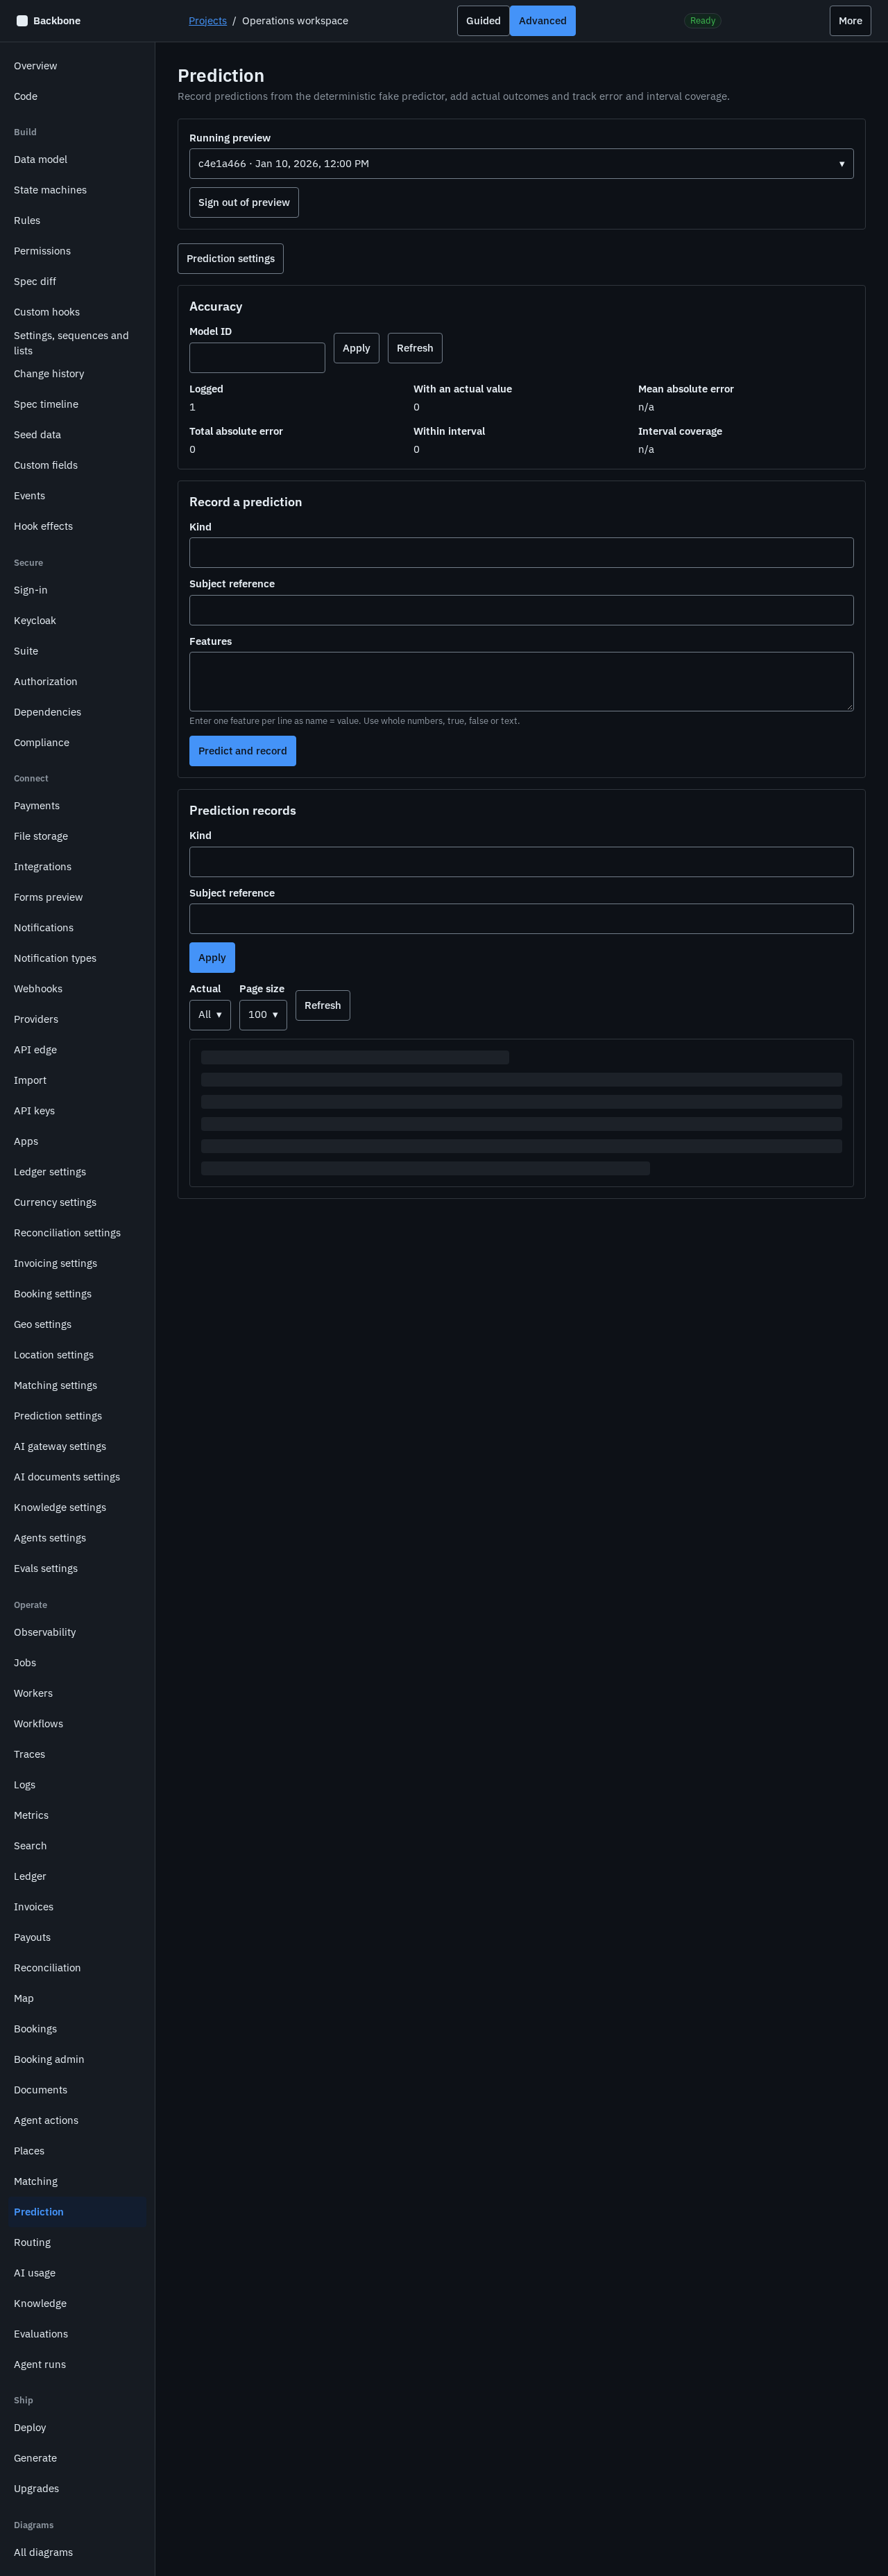 Backbone
Projects / Operations workspace
Guided
Advanced
Ready
More
Overview
Code
Build
Data model
State machines
Rules
Permissions
Spec diff
Custom hooks
Settings, sequences and
lists
Change history
Spec timeline
Seed data
Custom fields
Events
Hook effects
Secure
Sign-in
Keycloak
Suite
Authorization
Dependencies
Compliance
Connect
Payments
File storage
Integrations
Forms preview
Notifications
Notification types
Webhooks
Providers
API edge
Import
API keys
Apps
Ledger settings
Currency settings
Reconciliation settings
Invoicing settings
Booking settings
Geo settings
Location settings
Matching settings
Prediction settings
AI gateway settings
AI documents settings
Knowledge settings
Agents settings
Evals settings
Operate
Observability
Jobs
Workers
Workflows
Traces
Logs
Metrics
Search
Ledger
Invoices
Payouts
Reconciliation
Map
Bookings
Booking admin
Documents
Agent actions
Places
Matching
Prediction
Routing
AI usage
Knowledge
Evaluations
Agent runs
Ship
Deploy
Generate
Upgrades
Diagrams
All diagrams
Prediction
Record predictions from the deterministic fake predictor, add actual outcomes and track error and interval coverage.
Running preview
c4e1a466 · Jan 10, 2026, 12:00 PM
Sign out of preview
Prediction settings
Accuracy
Model ID
Apply
Refresh
Logged
1
With an actual value
0
Mean absolute error
n/a
Total absolute error
0
Within interval
0
Interval coverage
n/a
Record a prediction
Kind
Subject reference
Features
Enter one feature per line as name = value. Use whole numbers, true, false or text.
Predict and record
Prediction records
Kind
Subject reference
Apply
Actual
All
Page size
100
Refresh